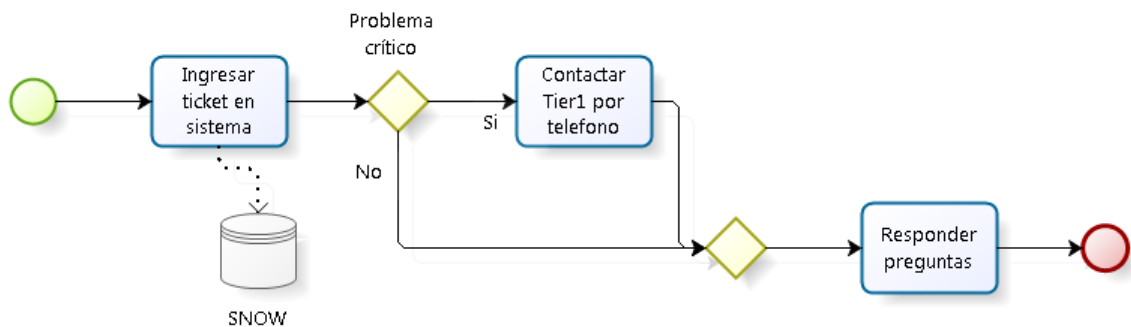 Problema
crítico
Ingresar
ticket en
sistema
Contactar
Tier1 por
telefono
Si
No
Responder
preguntas
SNOW